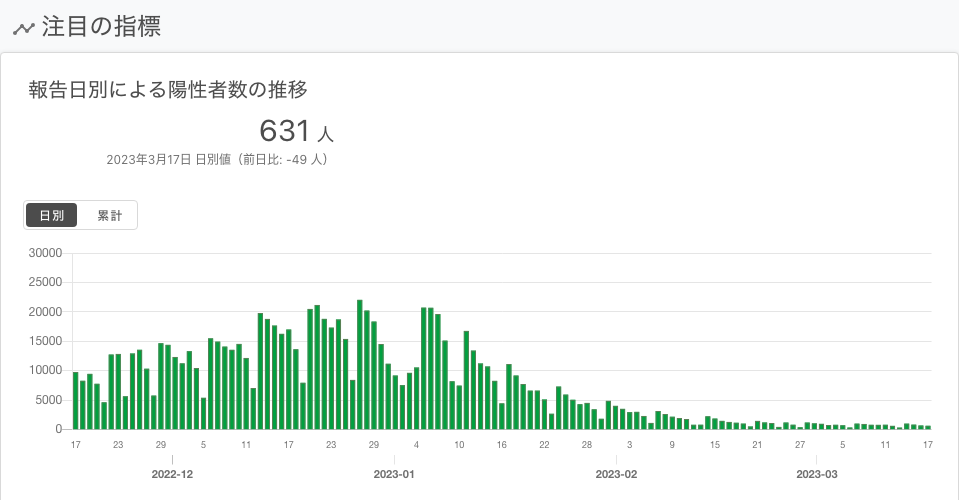 注目の指標
報告日別による陽性者数の推移
631 人
2023年3月17日 日別値（前日比: -49 人）
日別 累計
30000
25000
20000
15000
10000
5000
0
17 23 29 5 11 17 23 29 4 10 16 22 28 3 9 15 21 27 5 11 17
2022-12 2023-01 2023-02 2023-03